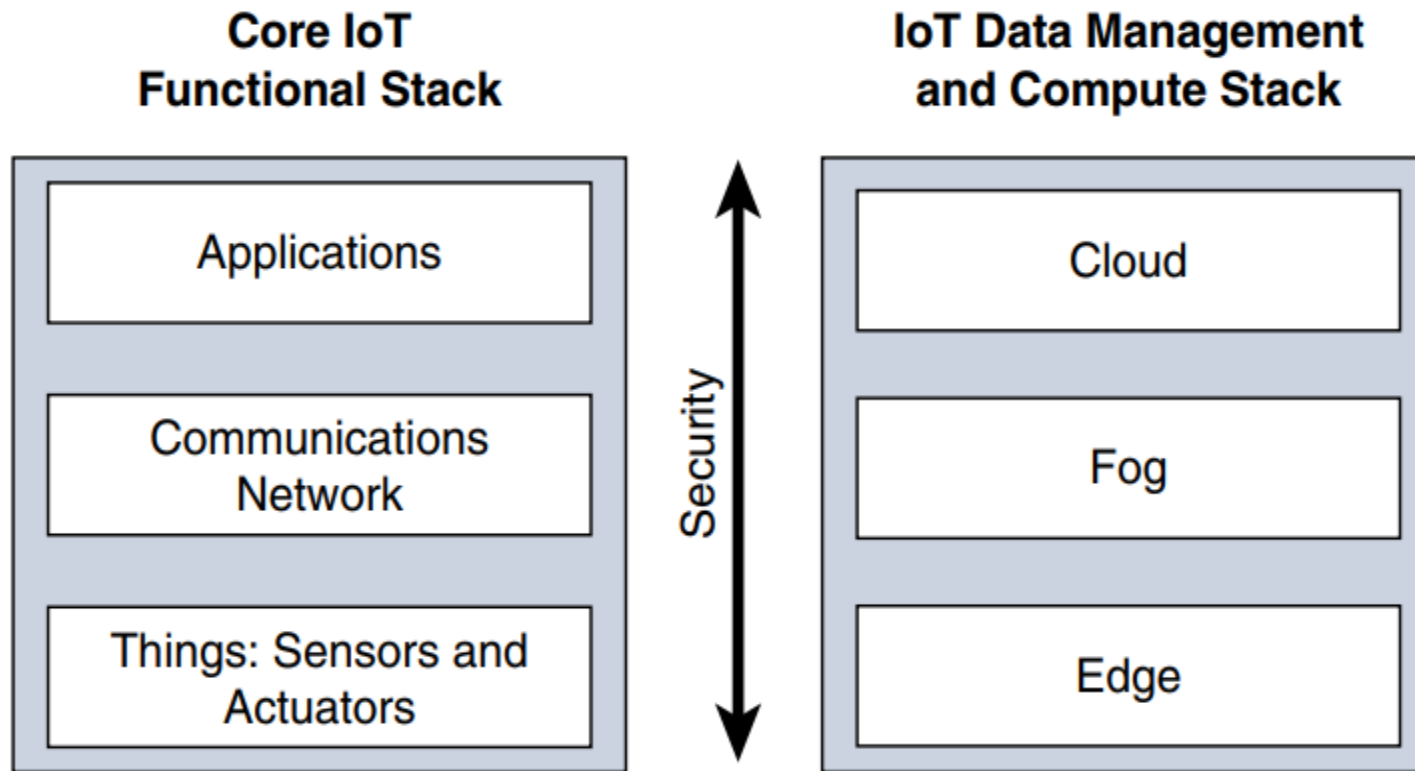 Core IoT
Functional Stack
Applications
Communications
Network
Things: Sensors and
Actuators
Security
IoT Data Management
and Compute Stack
Cloud
Fog
Edge